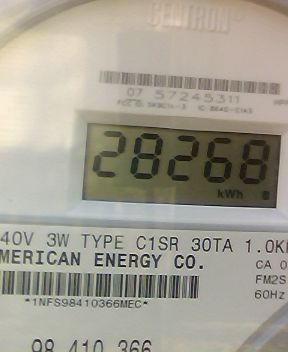 CENTRON
07 57245311
28268
kWh
40V 3W TYPE C1SR 30TA 1.0K
MERICAN ENERGY CO.
CA 0
FM2S
60Hz
*1NFS98410366MEC*
98 410 366